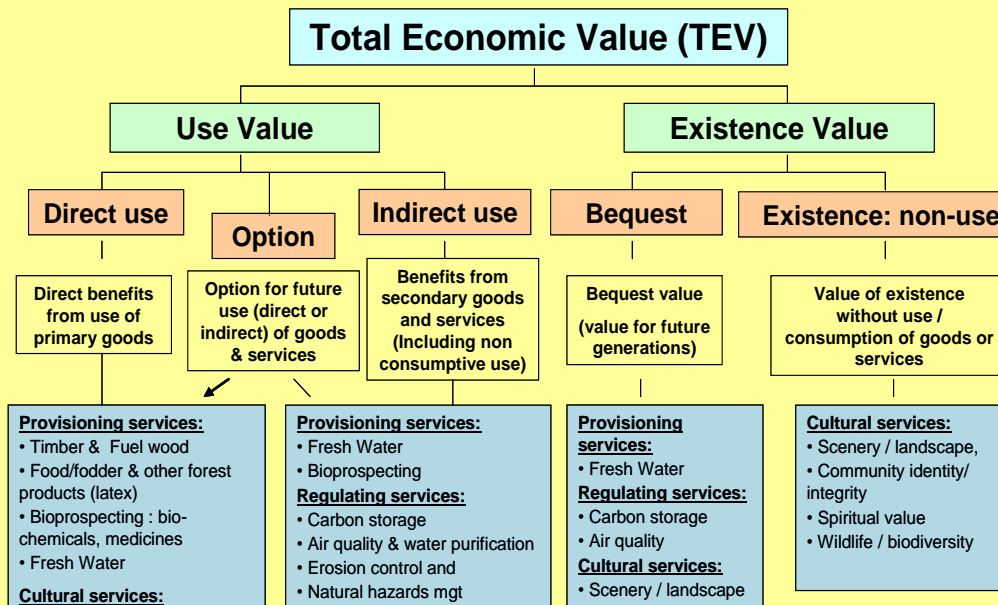 Total Economic Value (TEV)
Use Value
Existence Value
Direct use
Option
Indirect use
Bequest
Existence: non-use
Direct benefits
from use of
primary goods
Option for future
use (direct or
indirect) of goods
& services
Benefits from
secondary goods
and services
(Including non
consumptive use)
Bequest value
(value for future
generations)
Value of existence
without use /
consumption of goods or
services
Provisioning services:
• Timber & Fuel wood
• Food/fodder & other forest
products (latex)
• Bioprospecting : bio-
chemicals, medicines
• Fresh Water
Cultural services:
Provisioning services:
• Fresh Water
• Bioprospecting
Regulating services:
• Carbon storage
• Air quality & water purification
• Erosion control and
• Natural hazards mgt
Provisioning
services:
• Fresh Water
Regulating services:
• Carbon storage
• Air quality
Cultural services:
• Scenery / landscape
Cultural services:
• Scenery / landscape,
• Community identity/
integrity
• Spiritual value
• Wildlife / biodiversity